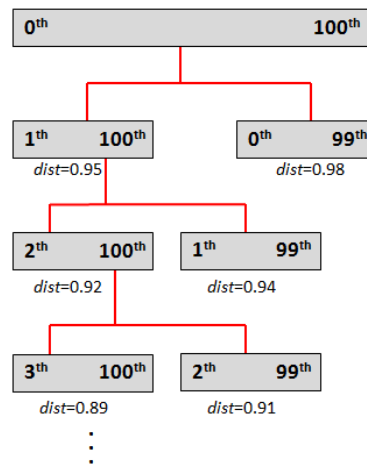 0th 100th
1th 100th 0th 99th
dist=0.95 dist=0.98
2th 100th 1th 99th
dist=0.92 dist=0.94
3th 100th 2th 99th
dist=0.89 dist=0.91